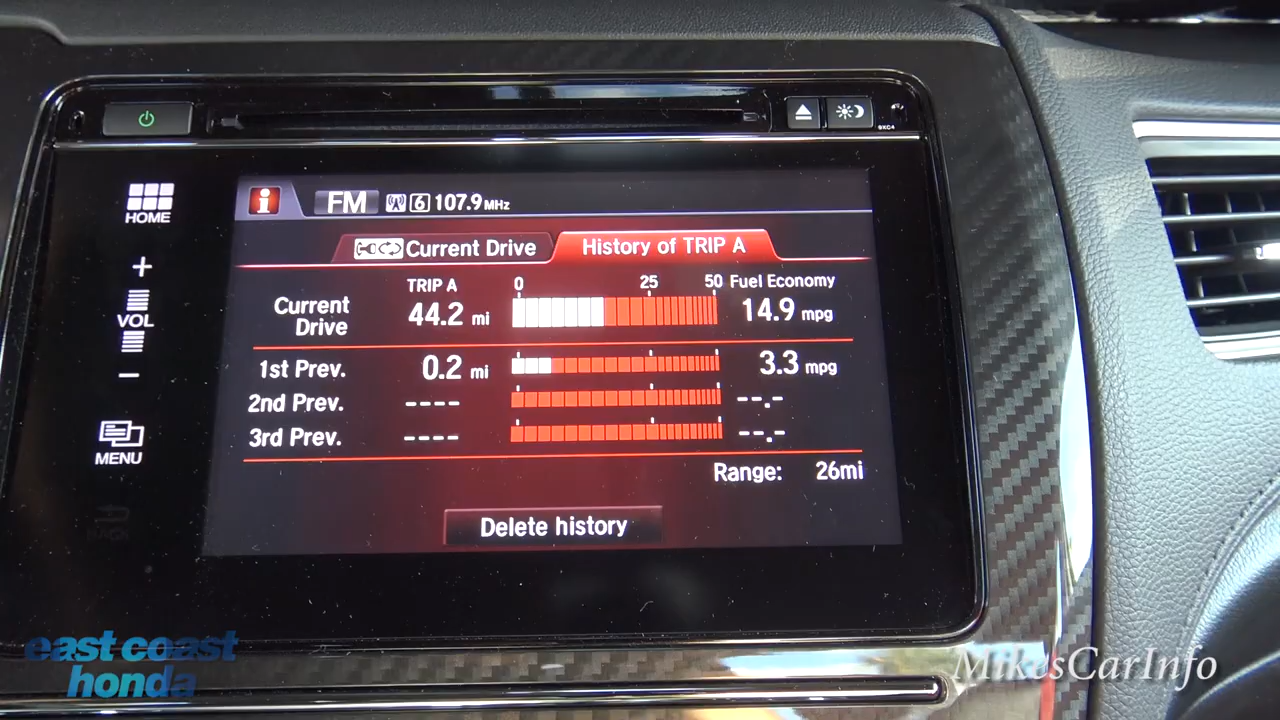 HOME
VOL
MENU
i FM 6 107.9 MHz
Current Drive History of TRIP A
TRIP A 0 25 50 Fuel Economy
Current Drive 44.2 mi 14.9 mpg
1st Prev. 0.2 mi 3.3 mpg
2nd Prev. ---- --.-
3rd Prev. ---- --.-
Range: 26mi
Delete history
east coast
honda
MikesCarInfo